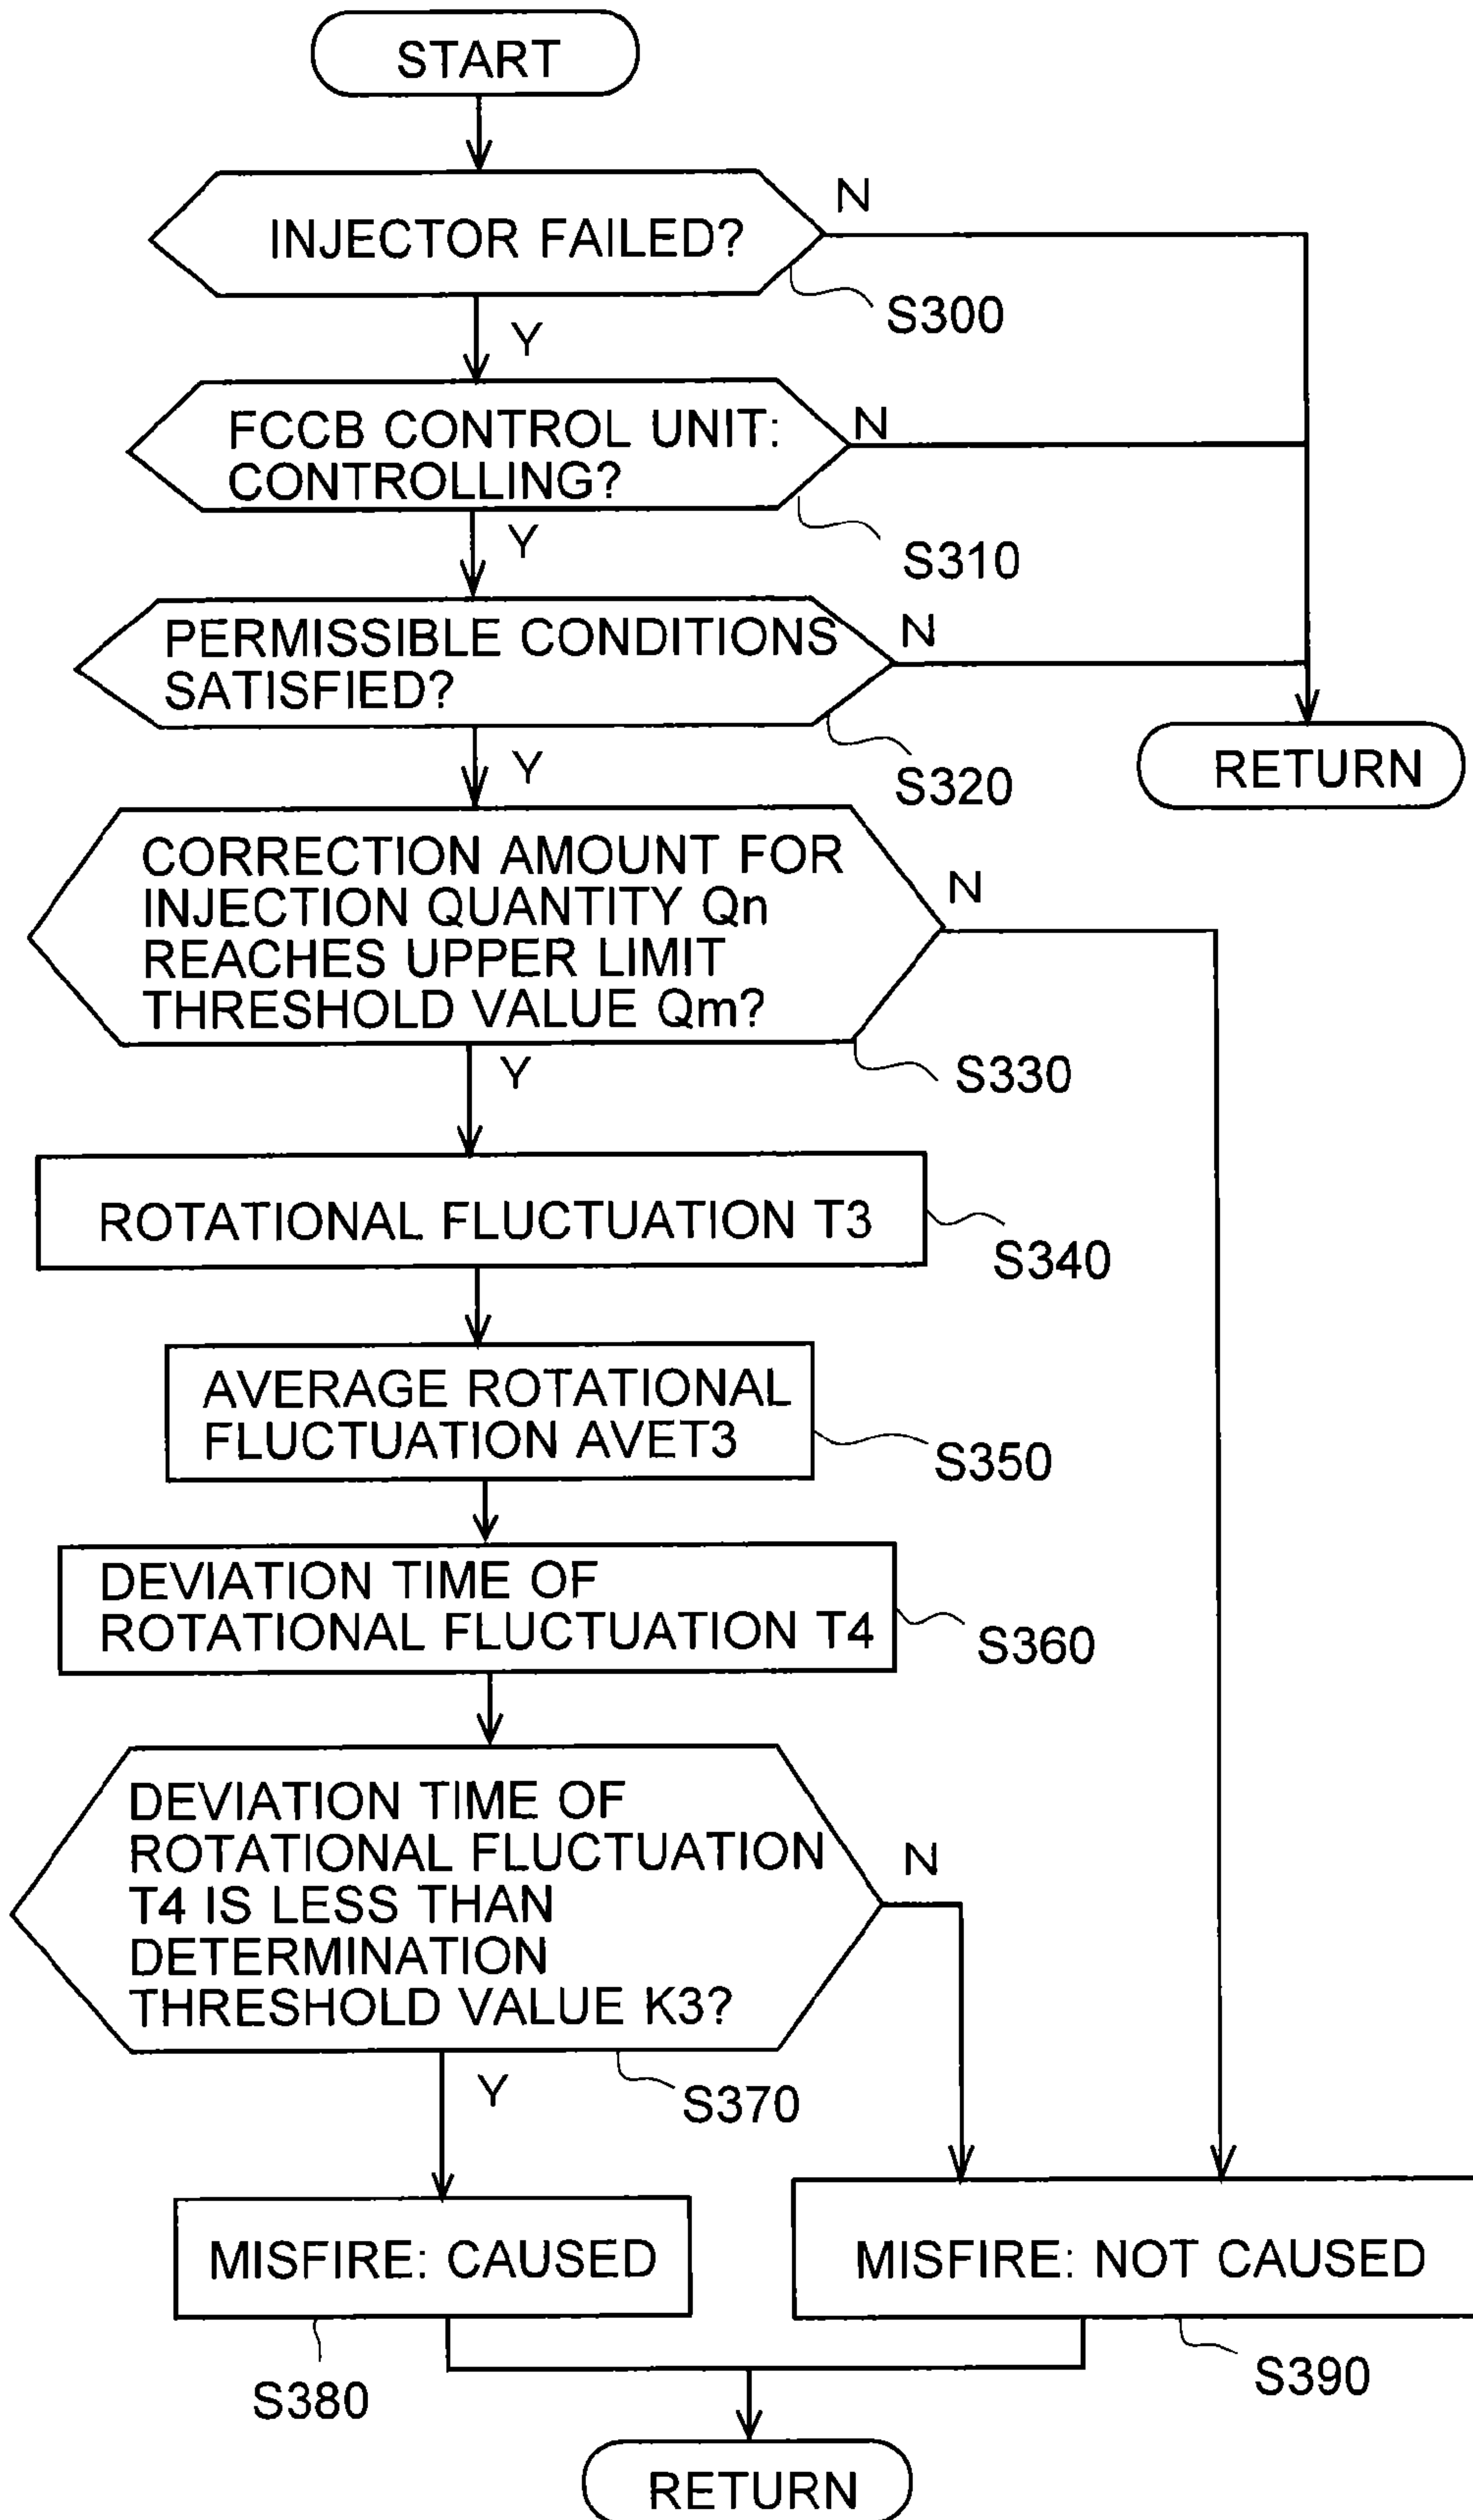 START
INJECTOR FAILED?
N
S300
Y
FCCB CONTROL UNIT:
CONTROLLING?
N
S310
Y
PERMISSIBLE CONDITIONS
SATISFIED?
N
S320
RETURN
Y
CORRECTION AMOUNT FOR
INJECTION QUANTITY Qn
REACHES UPPER LIMIT
THRESHOLD VALUE Qm?
N
S330
Y
ROTATIONAL FLUCTUATION T3
S340
AVERAGE ROTATIONAL
FLUCTUATION AVET3
S350
DEVIATION TIME OF
ROTATIONAL FLUCTUATION T4
S360
DEVIATION TIME OF
ROTATIONAL FLUCTUATION
T4 IS LESS THAN
DETERMINATION
THRESHOLD VALUE K3?
N
S370
Y
MISFIRE: CAUSED
MISFIRE: NOT CAUSED
S380
S390
RETURN